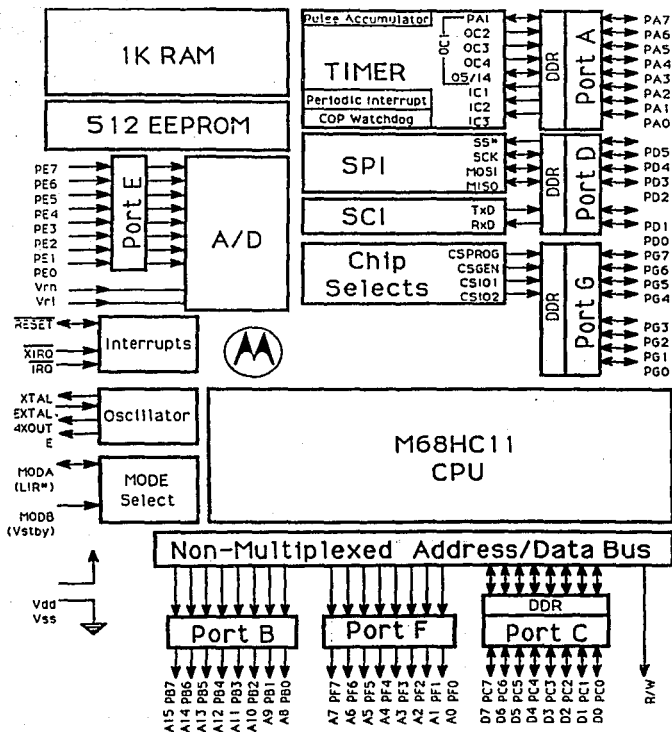 1K RAM
512 EEPROM
Pulse Accumulator
TIMER
Periodic Interrupt
COP Watchdog
OC1
PAI
OC2
OC3
OC4
O5/I4
IC1
IC2
IC3
DDR
Port A
PA7
PA6
PA5
PA4
PA3
PA2
PA1
PA0
SPI
SS*
SCK
MOSI
MISO
SCI
TxD
RxD
DDR
Port D
PD5
PD4
PD3
PD2
PD1
PD0
Chip
Selects
CSPROG
CSGEN
CSIO1
CSIO2
DDR
Port G
PG7
PG6
PG5
PG4
PG3
PG2
PG1
PG0
PE7
PE6
PE5
PE4
PE3
PE2
PE1
PE0
Port E
A/D
Vrh
Vrl
RESET
XIRQ
IRQ
Interrupts
XTAL
EXTAL
4XOUT
E
Oscillator
MODA
(LIR*)
MODB
(Vstby)
MODE
Select
M68HC11
CPU
Vdd
Vss
Non-Multiplexed Address/Data Bus
Port B
Port F
DDR
Port C
A15 PB7
A14 PB6
A13 PB5
A12 PB4
A11 PB3
A10 PB2
A9 PB1
A8 PB0
A7 PF7
A6 PF6
A5 PF5
A4 PF4
A3 PF3
A2 PF2
A1 PF1
A0 PF0
D7 PC7
D6 PC6
D5 PC5
D4 PC4
D3 PC3
D2 PC2
D1 PC1
D0 PC0
R/W